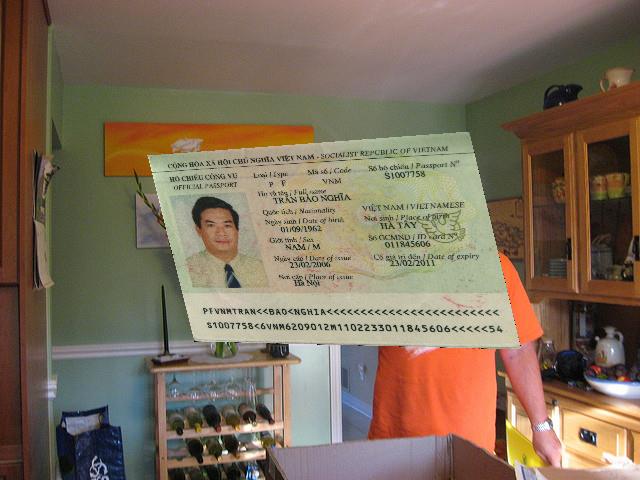 CỘNG HÒA XÃ HỘI CHỦ NGHĨA VIỆT NAM - SOCIALIST REPUBLIC OF VIETNAM
HỘ CHIẾU CÔNG VỤ Loại / Type Mã số / Code Số hộ chiếu / Passport Nº
OFFICIAL PASSPORT P F VNM S1007758
Họ và tên / Full name
TRẦN BẢO NGHĨA
Quốc tịch / Nationality VIỆT NAM / VIETNAMESE
Ngày sinh / Date of birth Nơi sinh / Place of birth
01/09/1962 HÀ TÂY
Giới tính / Sex Số GCMND / ID card Nº
NAM / M 011845606
Ngày cấp / Date of issue Có giá trị đến / Date of expiry
23/02/2006 23/02/2011
Nơi cấp / Place of issue
Hà Nội
PFVNMTRAN<<BAO<NGHIA<<<<<<<<<<<<<<<<<<<<<<<<
S1007758<6VNM6209012M1102233011845606<<<<<54